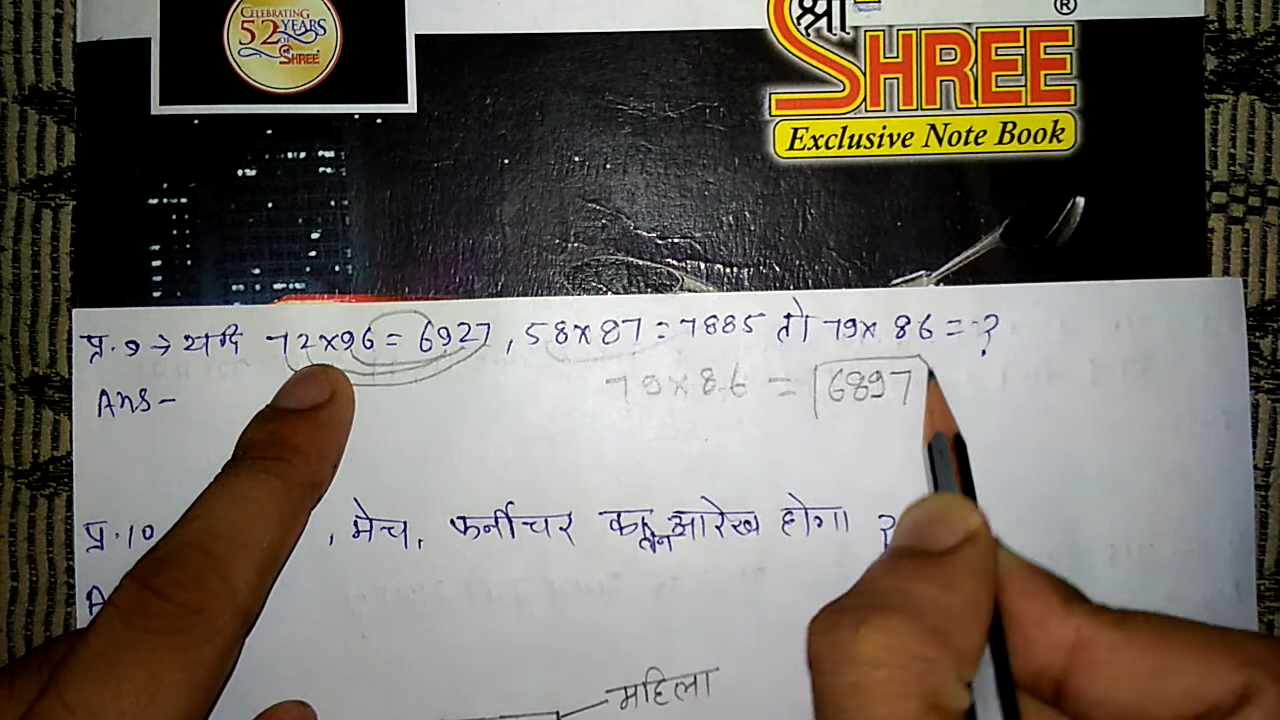 CELEBRATING
52 YEARS
OF
SHREE
श्री
SHREE ®
Exclusive Note Book
प्र.9→ यदि 72×96=6927, 58×87=7885 तो 79×86=?
Ans-
79×86 = 6897
प्र.10 , मेच, फर्नीचर का आरेख होगा ?
महिला